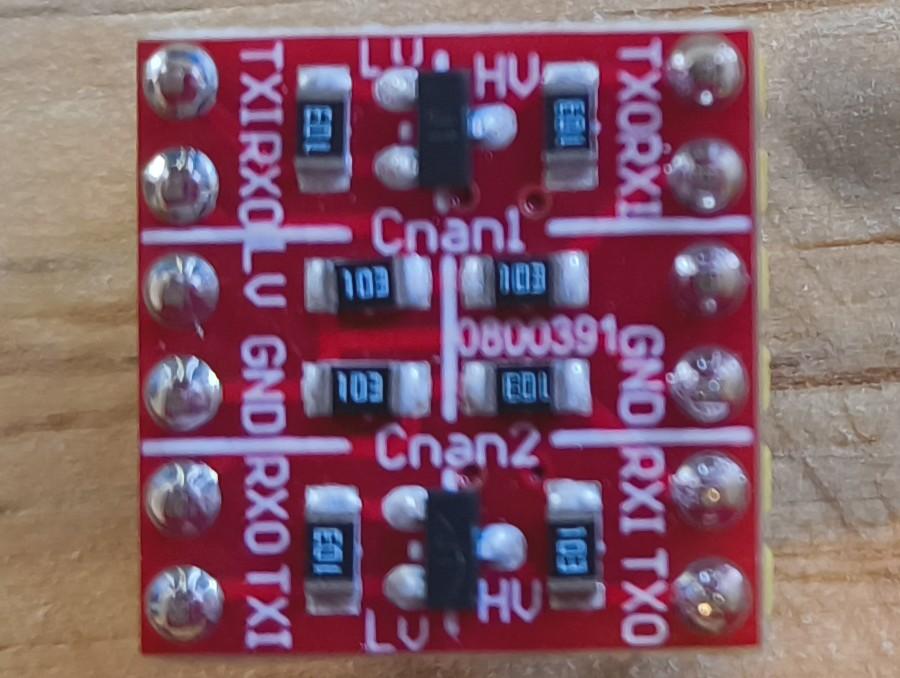 TXI
LV
HV
TXO
103
103
RXO
RXI
Cnan1
LV
103
103
0800391
GND
103
103
GND
Cnan2
RXO
RXI
103
103
TXI
LV
HV
TXO